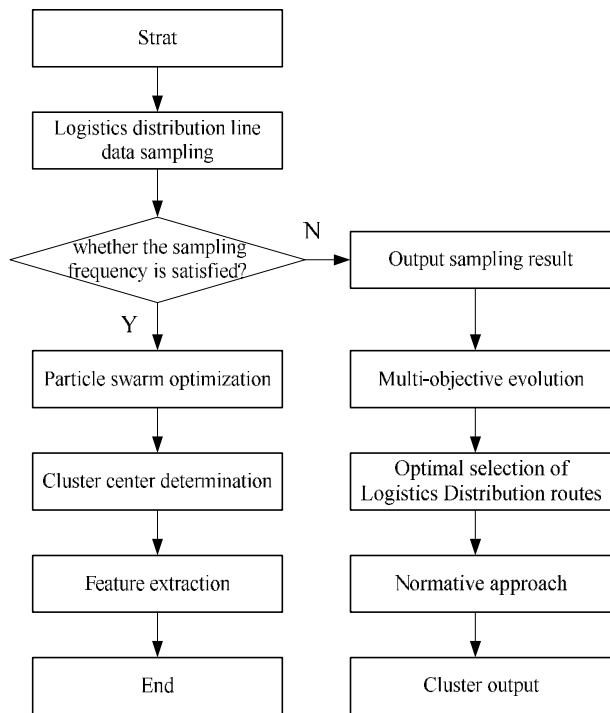 Strat
Logistics distribution line
data sampling
whether the sampling
frequency is satisfied?
N
Y
Output sampling result
Particle swarm optimization
Multi-objective evolution
Cluster center determination
Optimal selection of
Logistics Distribution routes
Feature extraction
Normative approach
End
Cluster output